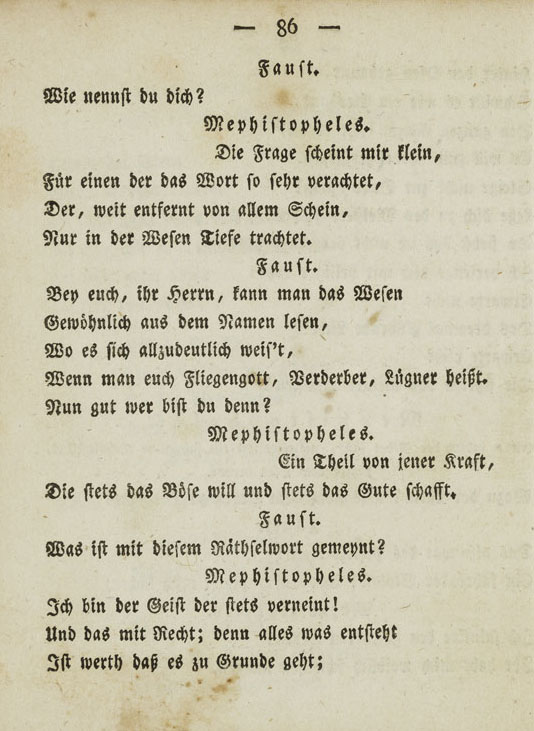 — 86 —
Faust.
Wie nennst du dich?
Mephistopheles.
Die Frage scheint mir klein,
Für einen der das Wort so sehr verachtet,
Der, weit entfernt von allem Schein,
Nur in der Wesen Tiefe trachtet.
Faust.
Bey euch, ihr Herrn, kann man das Wesen
Gewöhnlich aus dem Namen lesen,
Wo es sich allzudeutlich weis't,
Wenn man euch Fliegengott, Verderber, Lügner heißt.
Nun gut wer bist du denn?
Mephistopheles.
Ein Theil von jener Kraft,
Die stets das Böse will und stets das Gute schafft.
Faust.
Was ist mit diesem Räthselwort gemeynt?
Mephistopheles.
Ich bin der Geist der stets verneint!
Und das mit Recht; denn alles was entsteht
Ist werth daß es zu Grunde geht;